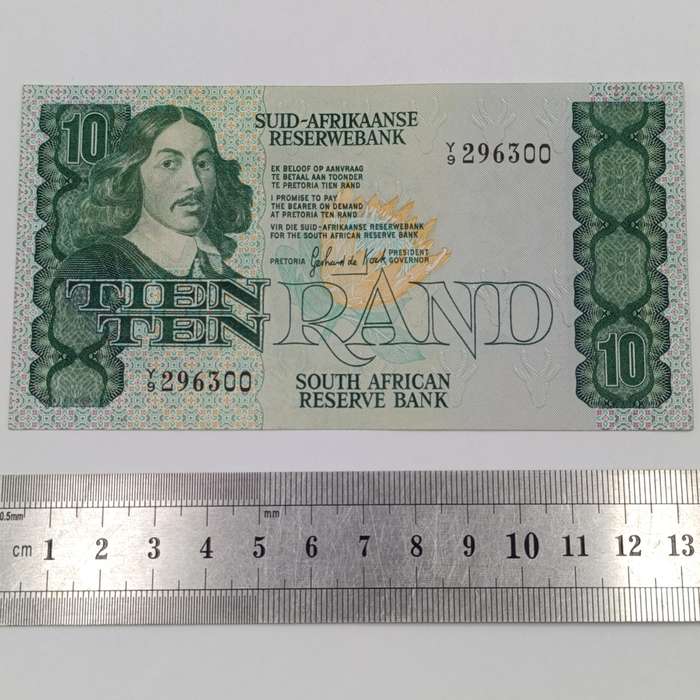 10
SUID-AFRIKAANSE
RESERWEBANK
Y/9 296300
EK BELOOF OP AANVRAAG
TE BETAAL AAN TOONDER
TE PRETORIA TIEN RAND
I PROMISE TO PAY
THE BEARER ON DEMAND
AT PRETORIA TEN RAND
VIR DIE SUID-AFRIKAANSE RESERWEBANK
FOR THE SOUTH AFRICAN RESERVE BANK
PRETORIA Gerhard de Kock PRESIDENT
GOVERNOR
TIEN
TEN RAND
10
Y/9 296300
SOUTH AFRICAN
RESERVE BANK
0.5mm mm
cm 1 2 3 4 5 6 7 8 9 10 11 12 13